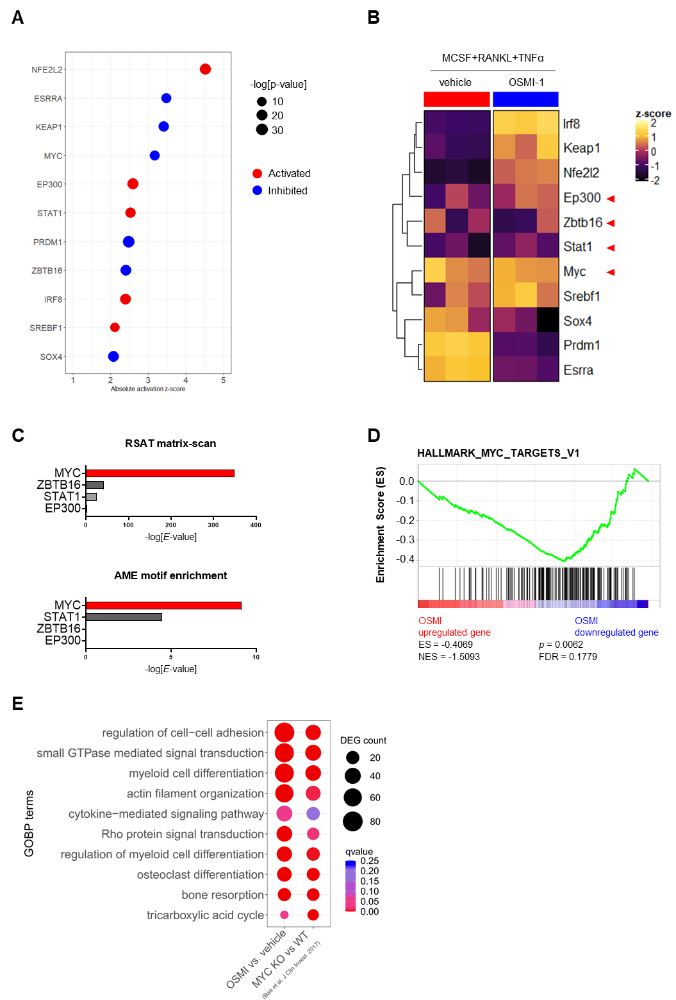 A
NFE2L2
ESRRA
KEAP1
MYC
EP300
STAT1
PRDM1
ZBTB16
IRF8
SREBF1
SOX4
1 2 3 4 5
Absolute activation z-score
-log[p-value]
10
20
30
Activated
Inhibited
B
MCSF+RANKL+TNFα
vehicle OSMI-1
Irf8
Keap1
Nfe2l2
Ep300
Zbtb16
Stat1
Myc
Srebf1
Sox4
Prdm1
Esrra
z-score
2
1
0
-1
-2
C
RSAT matrix-scan
MYC
ZBTB16
STAT1
EP300
0 100 200 300 400
-log[E-value]
AME motif enrichment
MYC
STAT1
ZBTB16
EP300
0 5 10
-log[E-value]
D
HALLMARK_MYC_TARGETS_V1
Enrichment Score (ES)
0.0
-0.1
-0.2
-0.3
-0.4
OSMI
upregulated gene
OSMI
downregulated gene
ES = -0.4069
p = 0.0062
NES = -1.5093
FDR = 0.1779
E
GOBP terms
regulation of cell−cell adhesion
small GTPase mediated signal transduction
myeloid cell differentiation
actin filament organization
cytokine−mediated signaling pathway
Rho protein signal transduction
regulation of myeloid cell differentiation
osteoclast differentiation
bone resorption
tricarboxylic acid cycle
OSMI vs. vehicle
MYC KO vs WT
(Bae et al, J Clin Invest. 2017)
DEG count
20
40
60
80
qvalue
0.25
0.20
0.15
0.10
0.05
0.00